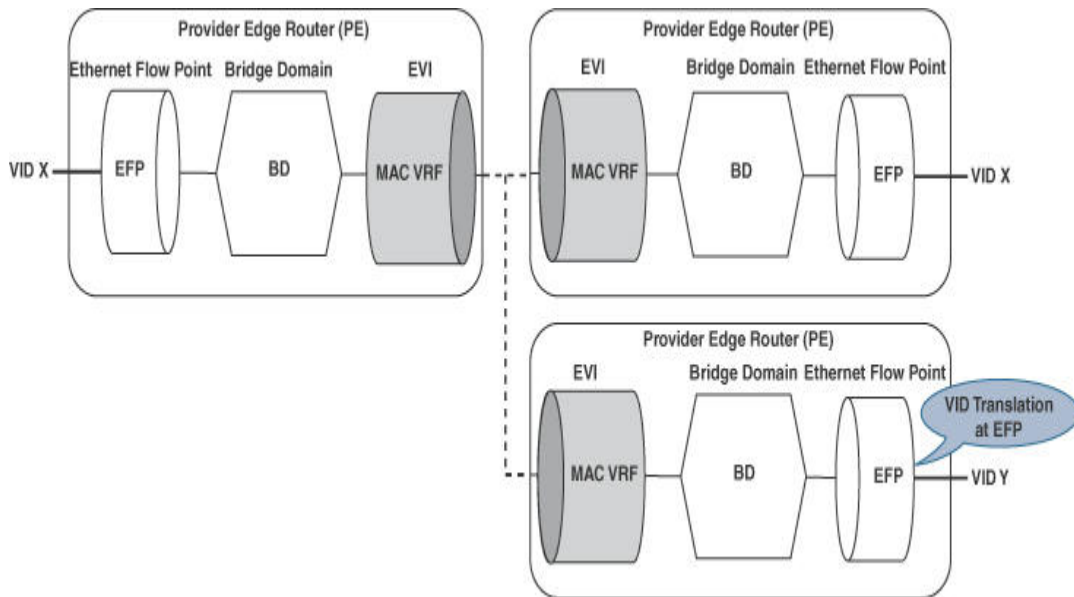 Provider Edge Router (PE)
Ethernet Flow Point
Bridge Domain
EVI
VID X
EFP
BD
MAC VRF
Provider Edge Router (PE)
EVI
Bridge Domain
Ethernet Flow Point
MAC VRF
BD
EFP
VID X
Provider Edge Router (PE)
EVI
Bridge Domain
Ethernet Flow Point
VID Translation
at EFP
MAC VRF
BD
EFP
VID Y